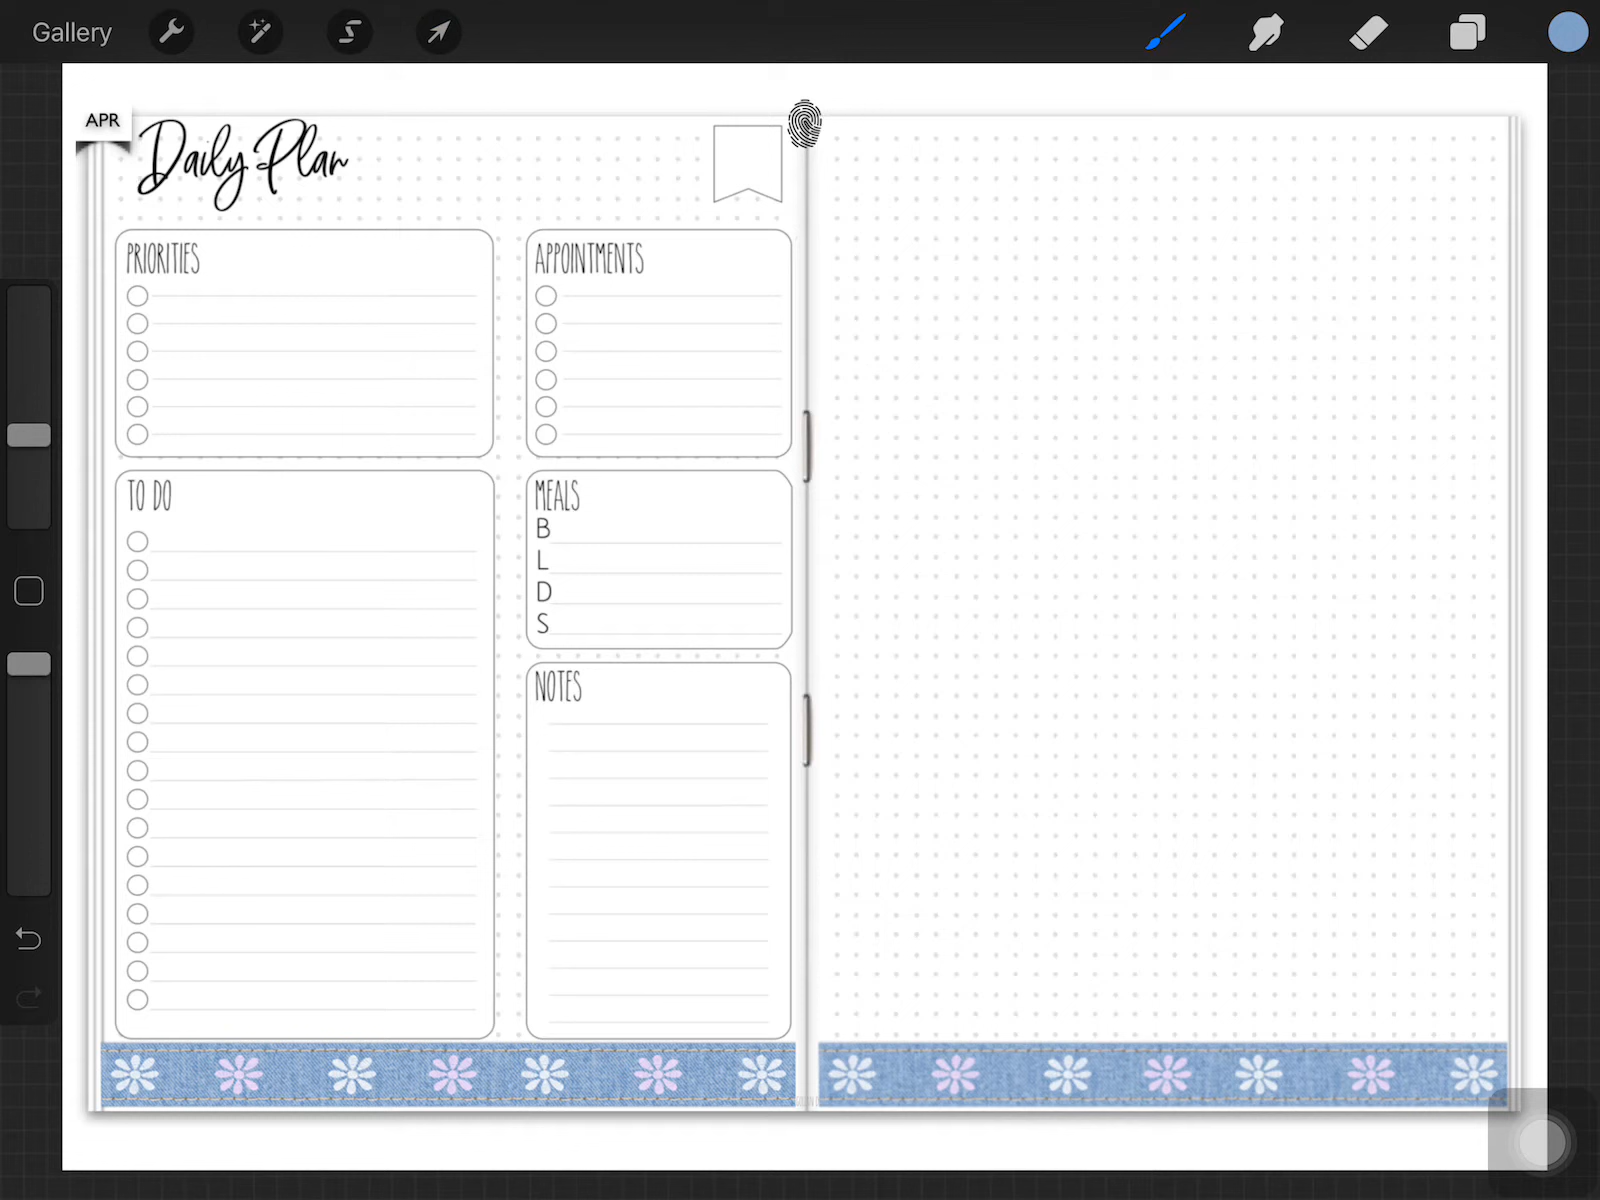 Gallery
APR
Daily Plan
PRIORITIES
APPOINTMENTS
TO DO
MEALS
B
L
D
S
NOTES